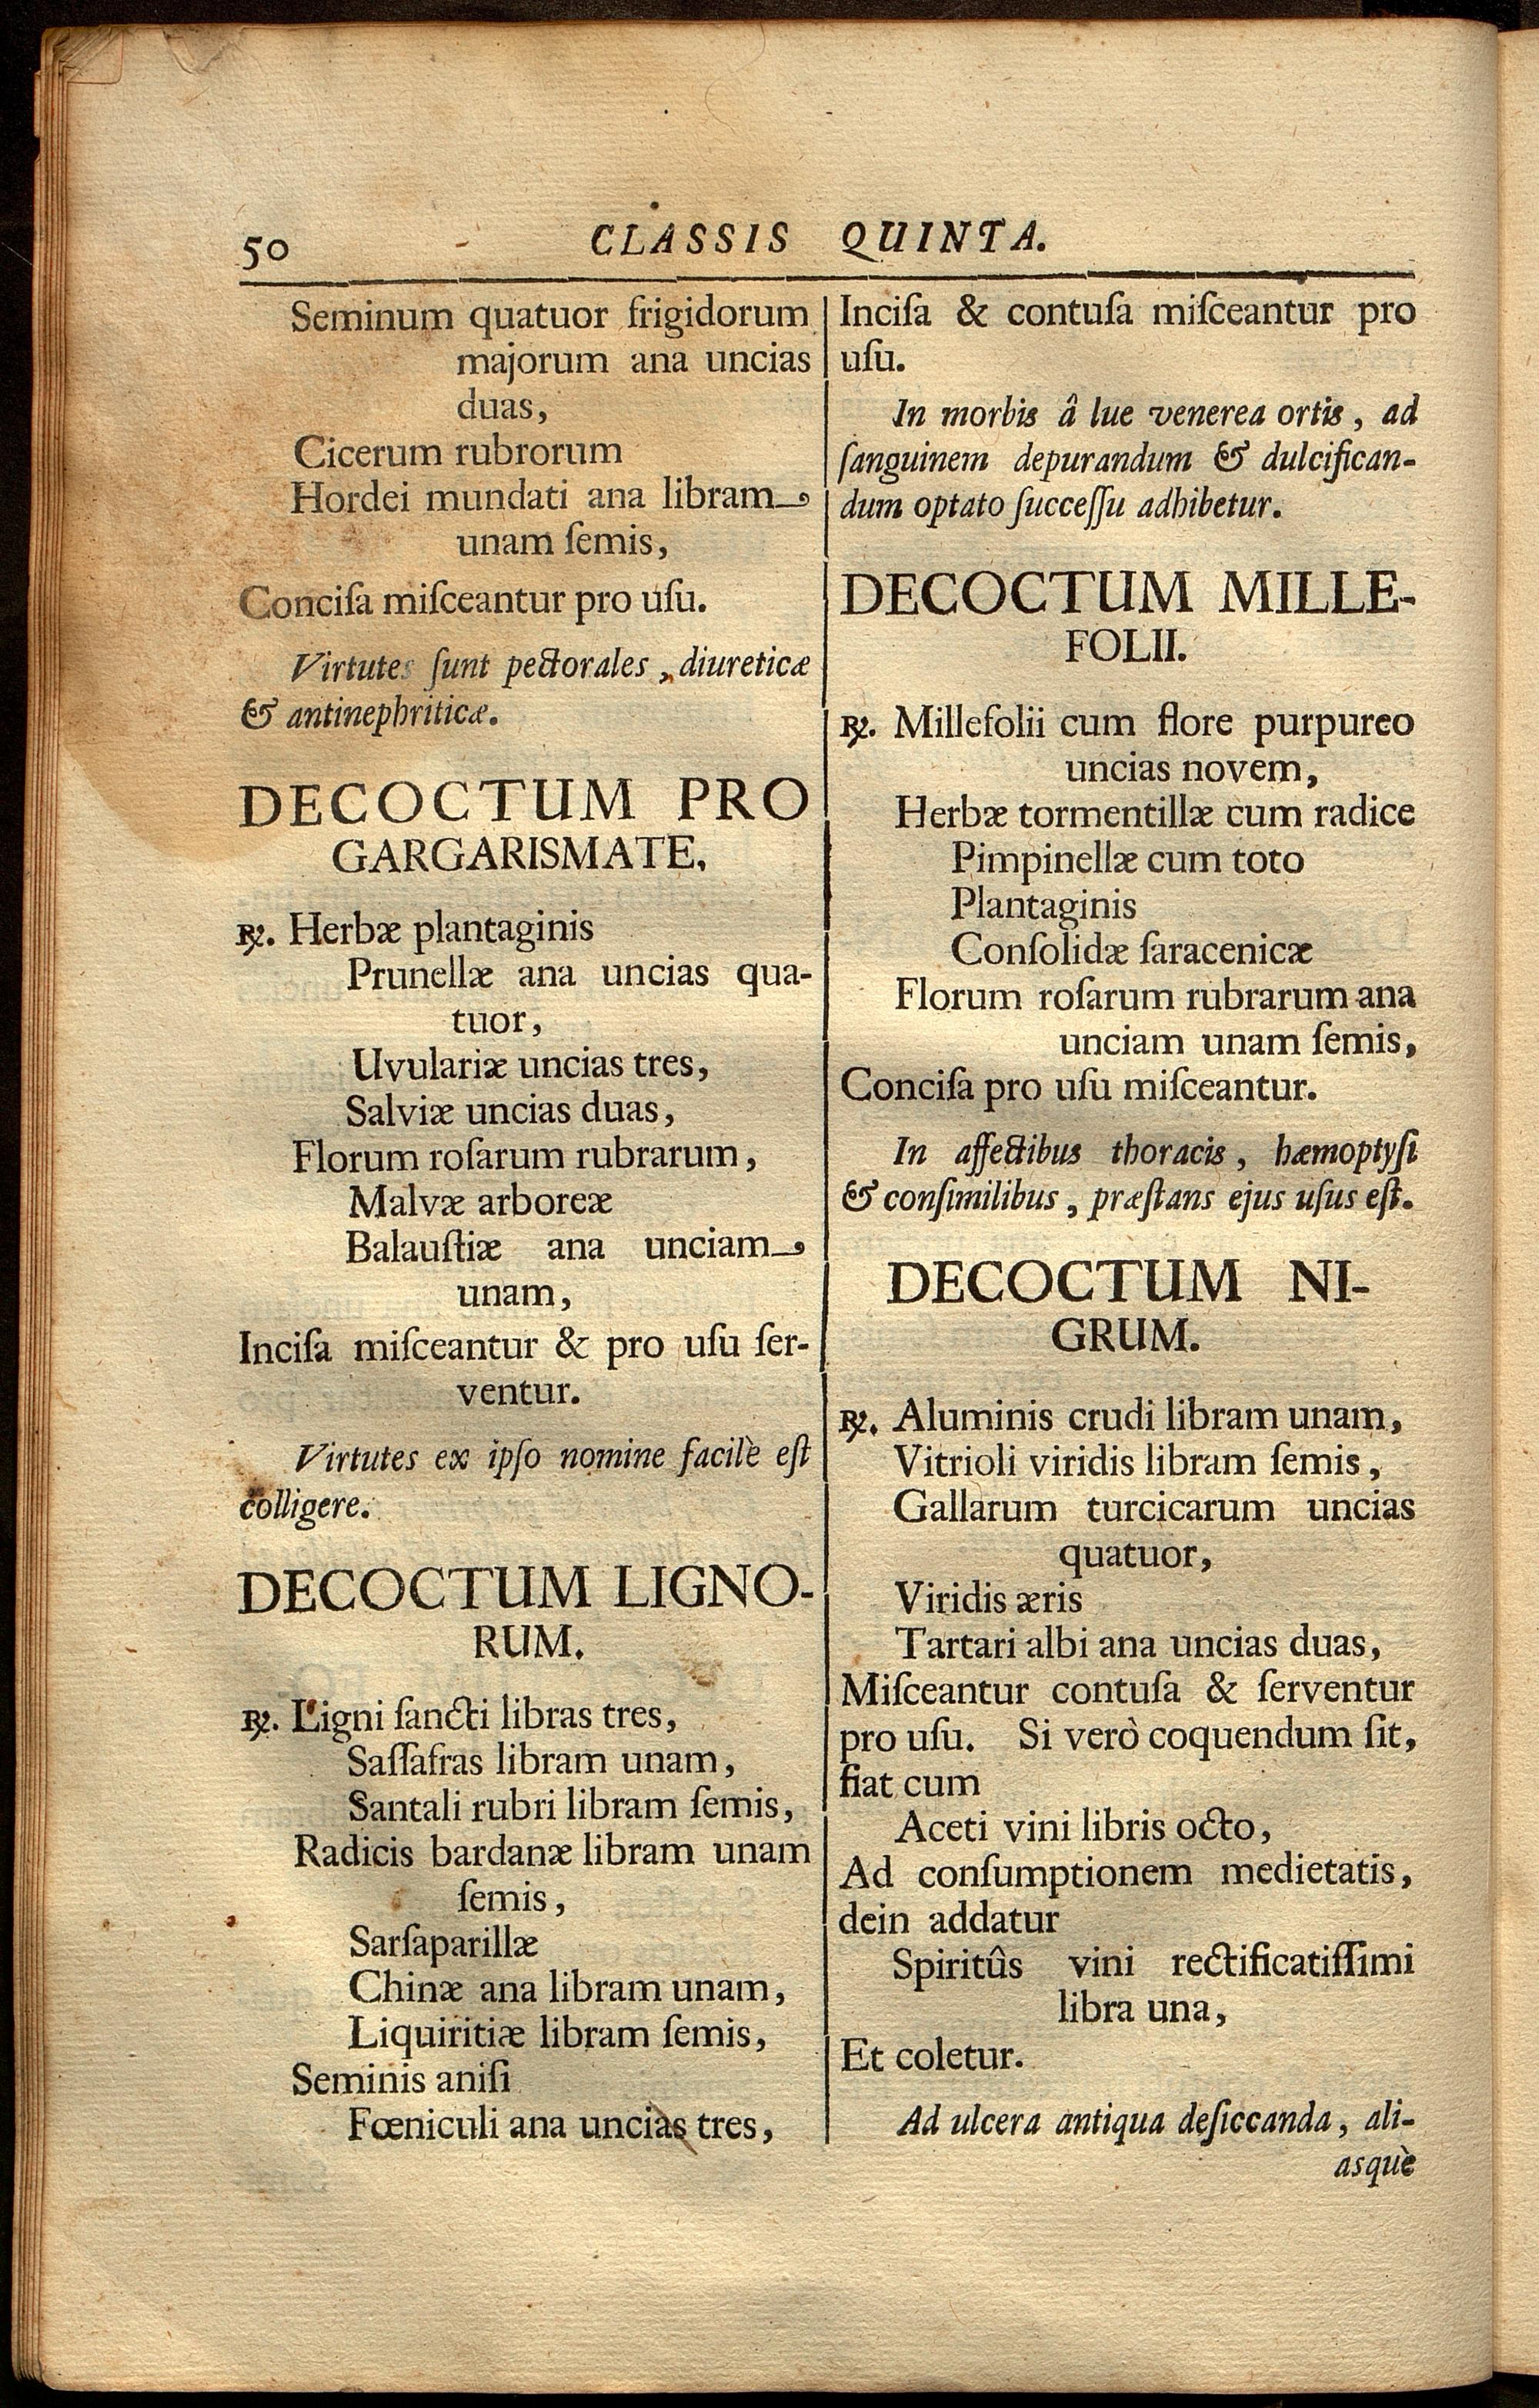 50 CLASSIS QUINTA.
Seminum quatuor frigidorum
majorum ana uncias
duas,
Cicerum rubrorum
Hordei mundati ana libram
unam ſemis,
Conciſa miſceantur pro uſu.
Virtutes ſunt pectorales, diureticæ
& antinephriticæ.
DECOCTUM PRO
GARGARISMATE.
℞. Herbæ plantaginis
Prunellæ ana uncias qua-
tuor,
Uvulariæ uncias tres,
Salviæ uncias duas,
Florum roſarum rubrarum,
Malvæ arboreæ
Balauſtiæ ana unciam
unam,
Inciſa miſceantur & pro uſu ſer-
ventur.
Virtutes ex ipſo nomine facilè eſt
colligere.
DECOCTUM LIGNO-
RUM.
℞. Ligni ſancti libras tres,
Saſſafras libram unam,
Santali rubri libram ſemis,
Radicis bardanæ libram unam
ſemis,
Sarſaparillæ
Chinæ ana libram unam,
Liquiritiæ libram ſemis,
Seminis aniſi
Fœniculi ana uncias tres,
Inciſa & contuſa miſceantur pro
uſu.
In morbis â lue venerea ortis, ad
ſanguinem depurandum & dulcifican-
dum optato ſucceſſu adhibetur.
DECOCTUM MILLE-
FOLII.
℞. Millefolii cum flore purpureo
uncias novem,
Herbæ tormentillæ cum radice
Pimpinellæ cum toto
Plantaginis
Conſolidæ ſaracenicæ
Florum roſarum rubrarum ana
unciam unam ſemis,
Conciſa pro uſu miſceantur.
In affectibus thoracis, hæmoptyſi
& conſimilibus, præſtans ejus uſus eſt.
DECOCTUM NI-
GRUM.
℞. Aluminis crudi libram unam,
Vitrioli viridis libram ſemis,
Gallarum turcicarum uncias
quatuor,
Viridis æris
Tartari albi ana uncias duas,
Miſceantur contuſa & ſerventur
pro uſu. Si verò coquendum ſit,
fiat cum
Aceti vini libris octo,
Ad conſumptionem medietatis,
dein addatur
Spiritûs vini rectificatiſſimi
libra una,
Et coletur.
Ad ulcera antiqua deſiccanda, ali-
asquè